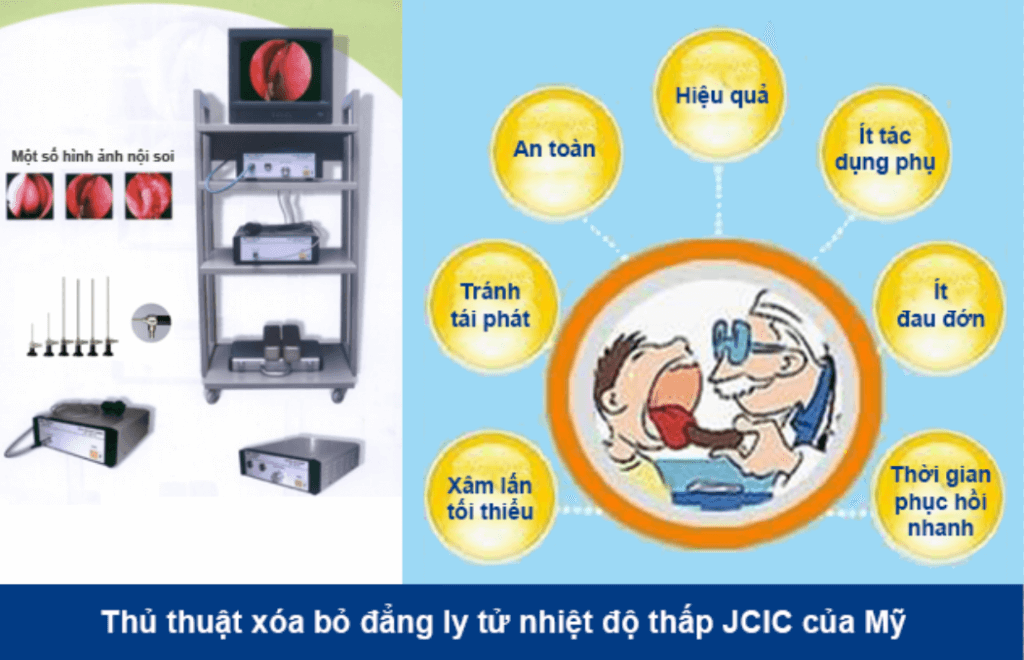 Một số hình ảnh nội soi
Hiệu quả
An toàn
Ít tác
dụng phụ
Tránh
tái phát
Ít
đau đớn
Xâm lấn
tối thiểu
Thời gian
phục hồi
nhanh
Thủ thuật xóa bỏ đẳng ly tử nhiệt độ thấp JCIC của Mỹ